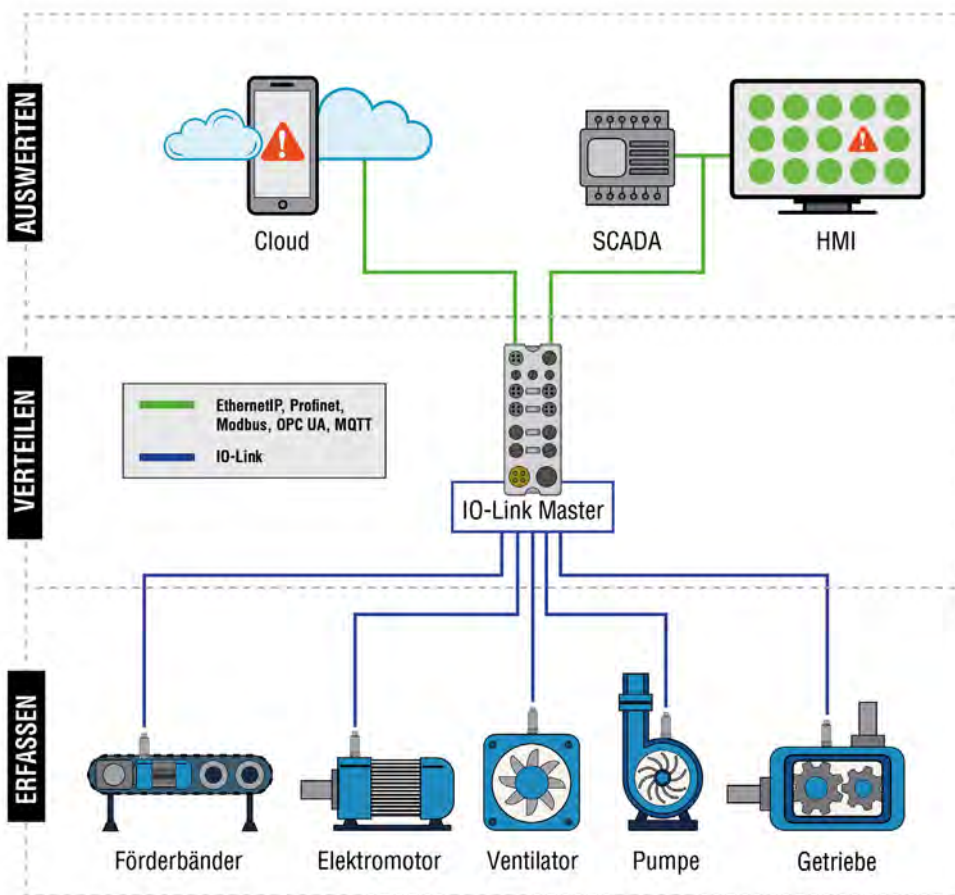 AUSWERTEN
Cloud
SCADA
HMI
VERTEILEN
EthernetIP, Profinet,
Modbus, OPC UA, MQTT
IO-Link
IO-Link Master
ERFASSEN
Förderbänder
Elektromotor
Ventilator
Pumpe
Getriebe